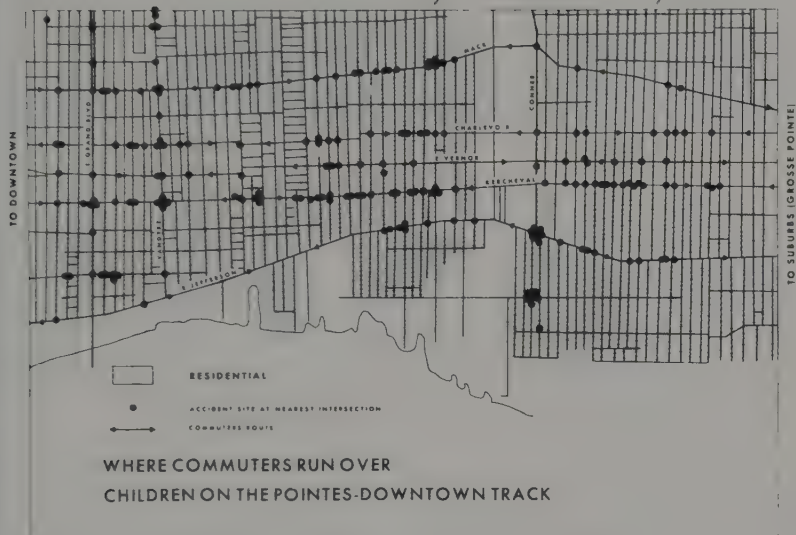 MACK
CONNER
E GRAND BLVD
CHARLEVOIX
E VERNOR
KERCHEVAL
TO DOWNTOWN
TO SUBURBS (GROSSE POINTE)
E JEFFERSON
RESIDENTIAL
ACCIDENT SITE AT NEAREST INTERSECTION
COMMUTERS ROUTE
WHERE COMMUTERS RUN OVER
CHILDREN ON THE POINTES-DOWNTOWN TRACK